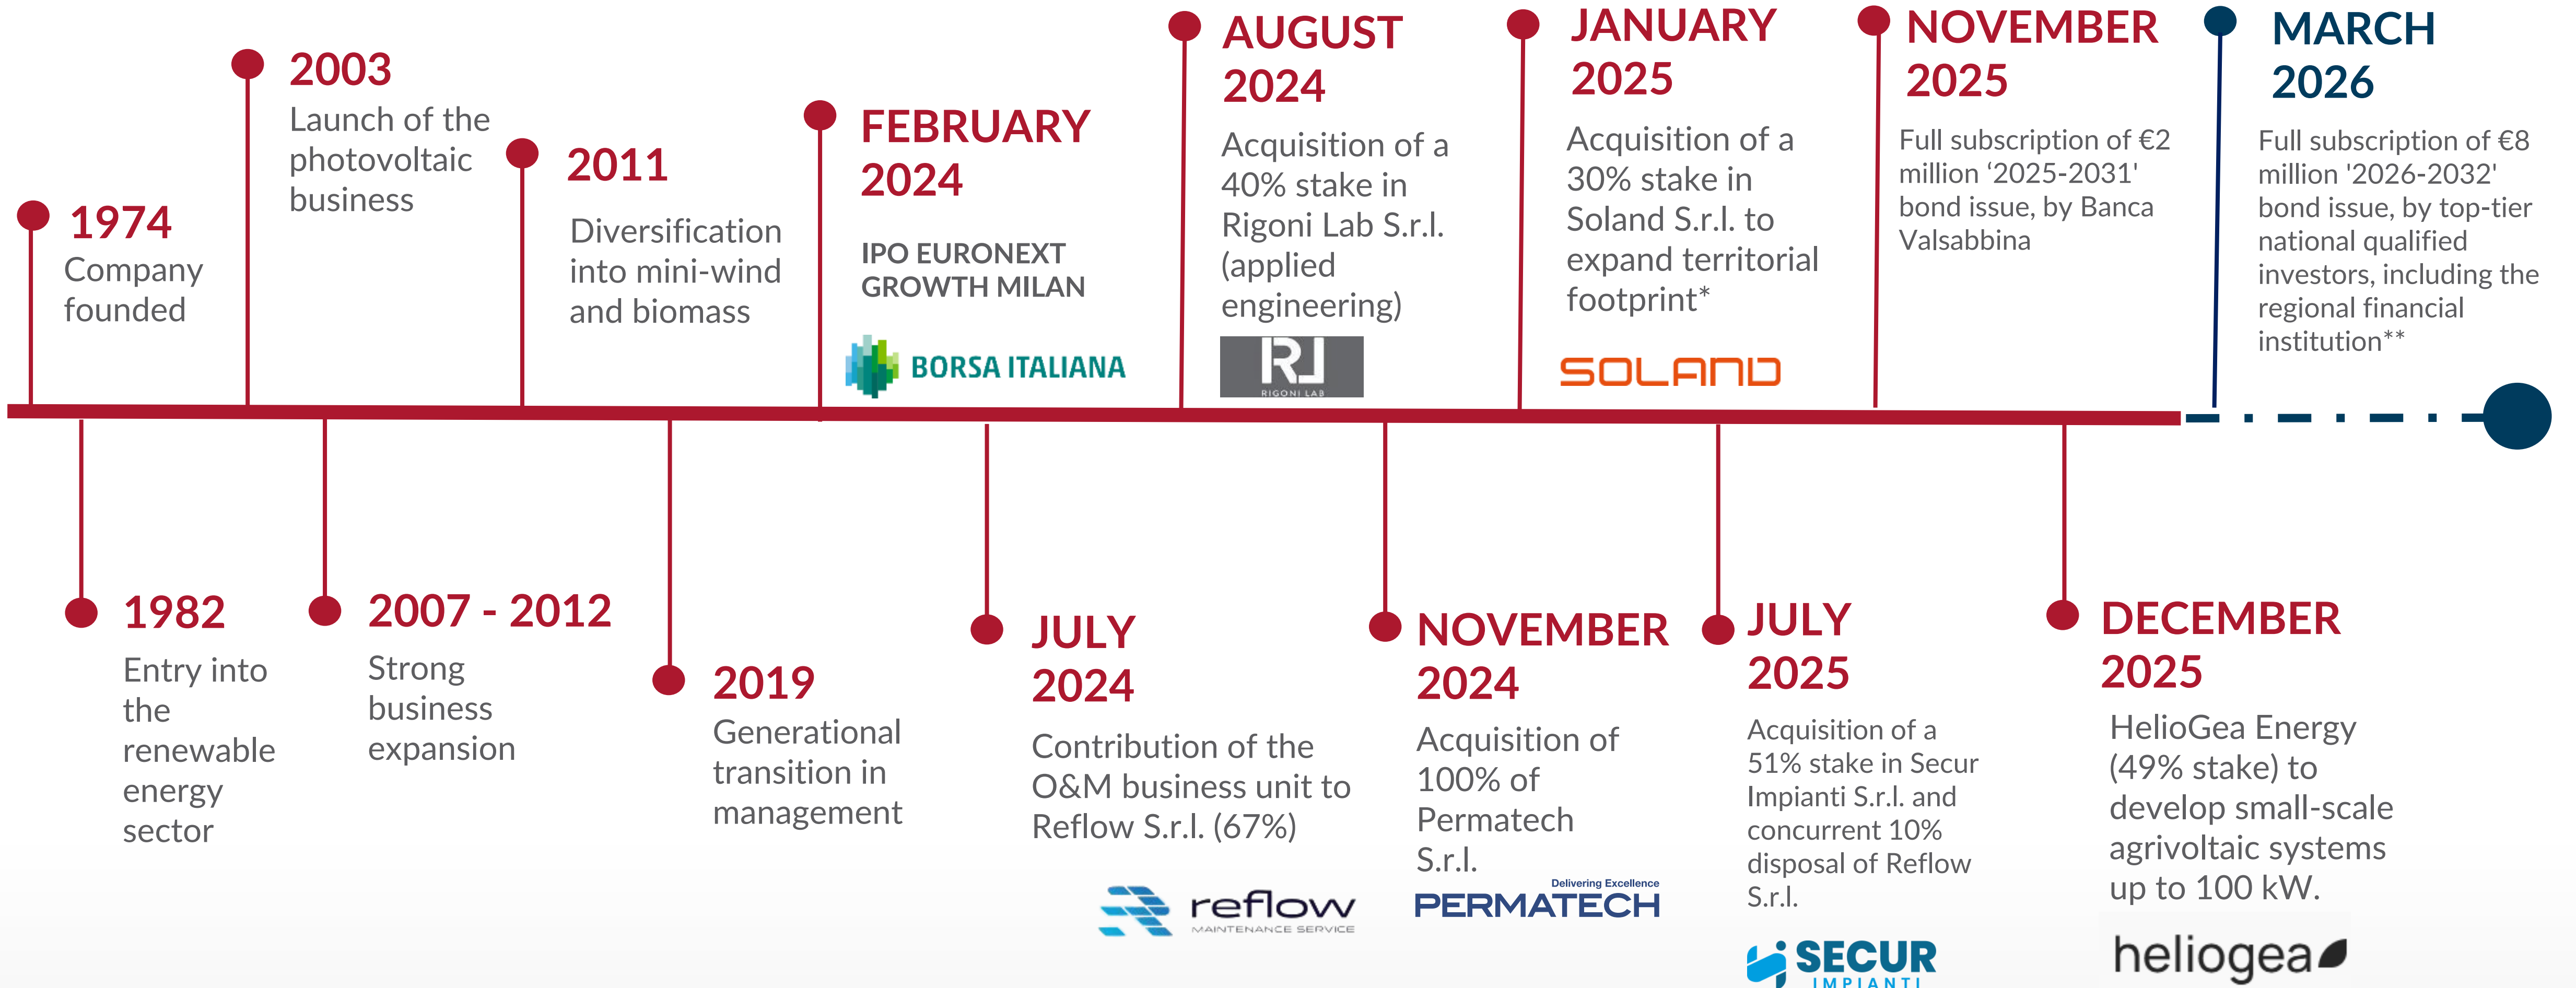 1974
Company
founded
2003
Launch of the
photovoltaic
business
2011
Diversification
into mini-wind
and biomass
FEBRUARY
2024
IPO EURONEXT
GROWTH MILAN
BORSA ITALIANA
AUGUST
2024
Acquisition of a
40% stake in
Rigoni Lab S.r.l.
(applied
engineering)
RL
RIGONI LAB
JANUARY
2025
Acquisition of a
30% stake in
Soland S.r.l. to
expand territorial
footprint*
SOLAND
NOVEMBER
2025
Full subscription of €2
million ‘2025-2031'
bond issue, by Banca
Valsabbina
MARCH
2026
Full subscription of €8
million '2026-2032'
bond issue, by top-tier
national qualified
investors, including the
regional financial
institution**
1982
Entry into
the
renewable
energy
sector
2007 - 2012
Strong
business
expansion
2019
Generational
transition in
management
JULY
2024
Contribution of the
O&M business unit to
Reflow S.r.l. (67%)
reflow
MAINTENANCE SERVICE
NOVEMBER
2024
Acquisition of
100% of
Permatech
S.r.l.
Delivering Excellence
PERMATECH
JULY
2025
Acquisition of a
51% stake in Secur
Impianti S.r.l. and
concurrent 10%
disposal of Reflow
S.r.l.
SECUR
IMPIANTI
DECEMBER
2025
HelioGea Energy
(49% stake) to
develop small-scale
agrivoltaic systems
up to 100 kW.
heliogea